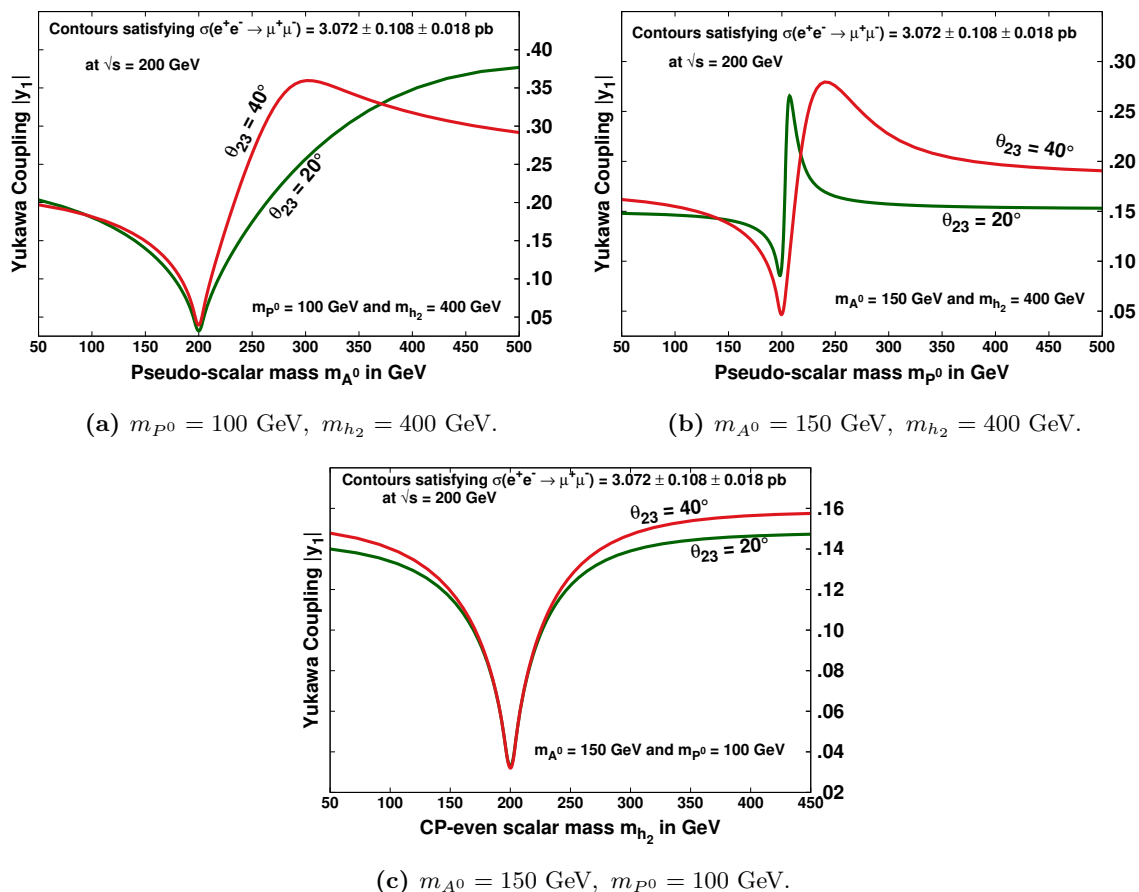 Contours satisfying σ(e⁺e⁻ → μ⁺μ⁻) = 3.072 ± 0.108 ± 0.018 pb
at √s = 200 GeV
Yukawa Coupling |y₁|
.40
.35
.30
.25
.20
.15
.10
.05
θ₂₃ = 40°
θ₂₃ = 20°
m_P⁰ = 100 GeV and m_h₂ = 400 GeV
50 100 150 200 250 300 350 400 450 500
Pseudo-scalar mass m_A⁰ in GeV
(a) m_P⁰ = 100 GeV, m_h₂ = 400 GeV.
Contours satisfying σ(e⁺e⁻ → μ⁺μ⁻) = 3.072 ± 0.108 ± 0.018 pb
at √s = 200 GeV
Yukawa Coupling |y₁|
.30
.25
.20
.15
.10
.05
θ₂₃ = 40°
θ₂₃ = 20°
m_A⁰ = 150 GeV and m_h₂ = 400 GeV
50 100 150 200 250 300 350 400 450 500
Pseudo-scalar mass m_P⁰ in GeV
(b) m_A⁰ = 150 GeV, m_h₂ = 400 GeV.
Contours satisfying σ(e⁺e⁻ → μ⁺μ⁻) = 3.072 ± 0.108 ± 0.018 pb
at √s = 200 GeV
Yukawa Coupling |y₁|
.16
.14
.12
.10
.08
.06
.04
.02
θ₂₃ = 40°
θ₂₃ = 20°
m_A⁰ = 150 GeV and m_P⁰ = 100 GeV
50 100 150 200 250 300 350 400 450
CP-even scalar mass m_h₂ in GeV
(c) m_A⁰ = 150 GeV, m_P⁰ = 100 GeV.